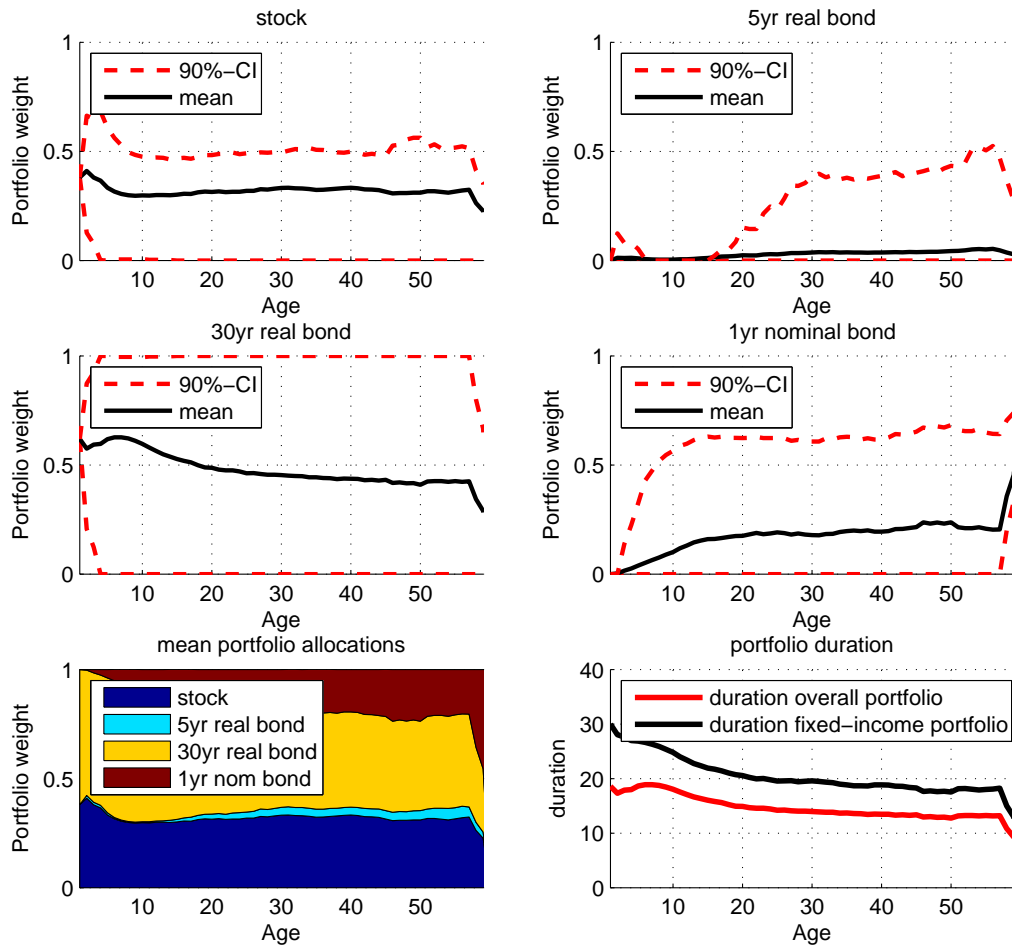 stock
1
90%-CI
mean
Portfolio weight
0.5
0
10 20 30 40 50
Age
5yr real bond
1
90%-CI
mean
Portfolio weight
0.5
0
10 20 30 40 50
Age
30yr real bond
1
90%-CI
mean
Portfolio weight
0.5
0
10 20 30 40 50
Age
1yr nominal bond
1
90%-CI
mean
Portfolio weight
0.5
0
10 20 30 40 50
Age
mean portfolio allocations
1
stock
5yr real bond
30yr real bond
1yr nom bond
Portfolio weight
0.5
0
10 20 30 40 50
Age
portfolio duration
40
duration overall portfolio
duration fixed-income portfolio
30
duration
20
10
0
10 20 30 40 50
Age